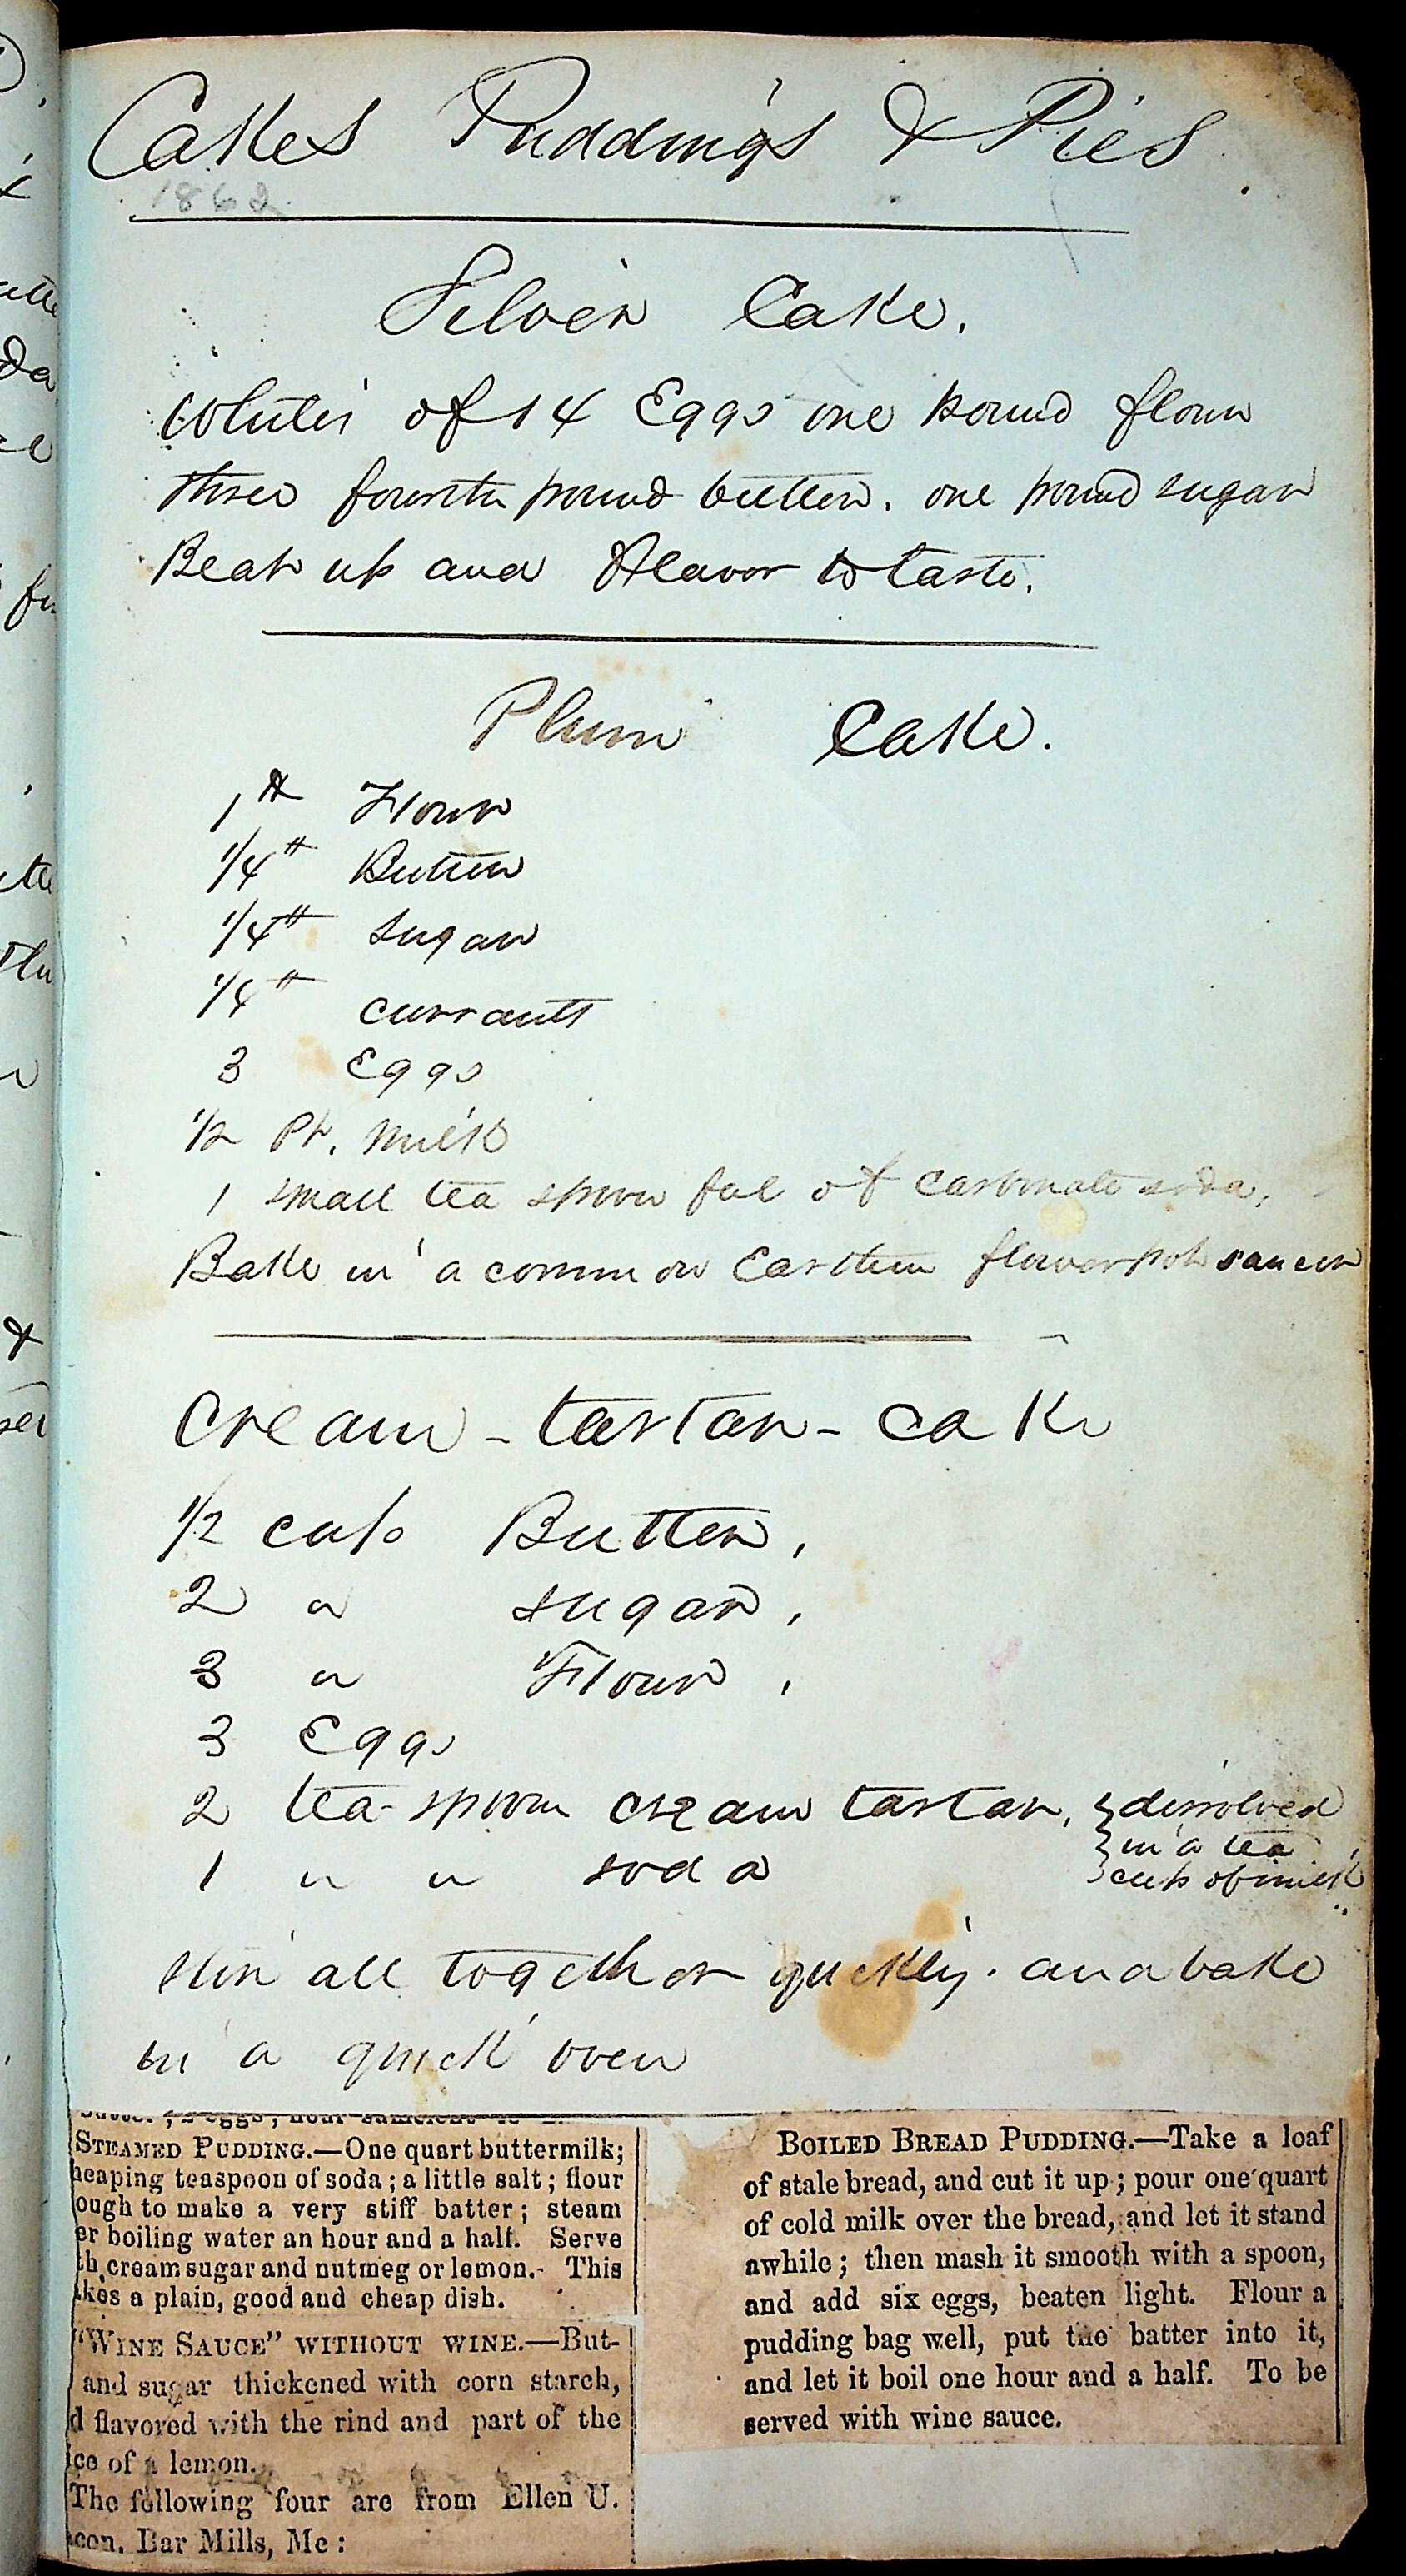 Cakes Pudding's & Pies
1862
Silver Cake.
Whites of 14 Eggs one pound flour
three fourths pound butter. one pound sugar
Beat up and flavor to taste.
Plum Cake.
1 # Flour
1/4 # Butter
1/4 # Sugar
1/4 # currants
3 Eggs
1/2 Pt. Milk
1 small tea spoon ful of Carbonate soda,
Bake in a common Earthen flower pot saucer
Cream-tartar-cake
1/2 cup Butter,
2 " sugar,
3 " Flour,
3 Eggs
2 tea-spoon cream tartar, } dissolved
} in a tea
1 " " soda } cup of milk
stir all together quickly. and bake
in a quick oven
STEAMED PUDDING.—One quart buttermilk;
heaping teaspoon of soda; a little salt; flour
ough to make a very stiff batter; steam
er boiling water an hour and a half. Serve
th cream sugar and nutmeg or lemon. This
kes a plain, good and cheap dish.
"WINE SAUCE" WITHOUT WINE.—But-
and sugar thickened with corn starch,
d flavored with the rind and part of the
ice of a lemon.
The following four are from Ellen U.
con, Bar Mills, Me:
BOILED BREAD PUDDING.—Take a loaf
of stale bread, and cut it up; pour one quart
of cold milk over the bread, and let it stand
awhile; then mash it smooth with a spoon,
and add six eggs, beaten light. Flour a
pudding bag well, put the batter into it,
and let it boil one hour and a half. To be
served with wine sauce.